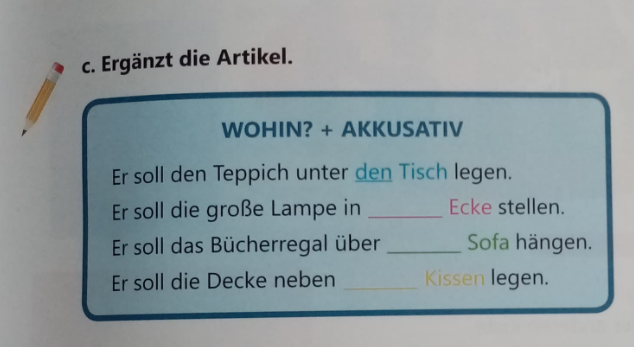 c. Ergänzt die Artikel.
WOHIN? + AKKUSATIV
Er soll den Teppich unter den Tisch legen.
Er soll die große Lampe in _______ Ecke stellen.
Er soll das Bücherregal über _______ Sofa hängen.
Er soll die Decke neben _______ Kissen legen.